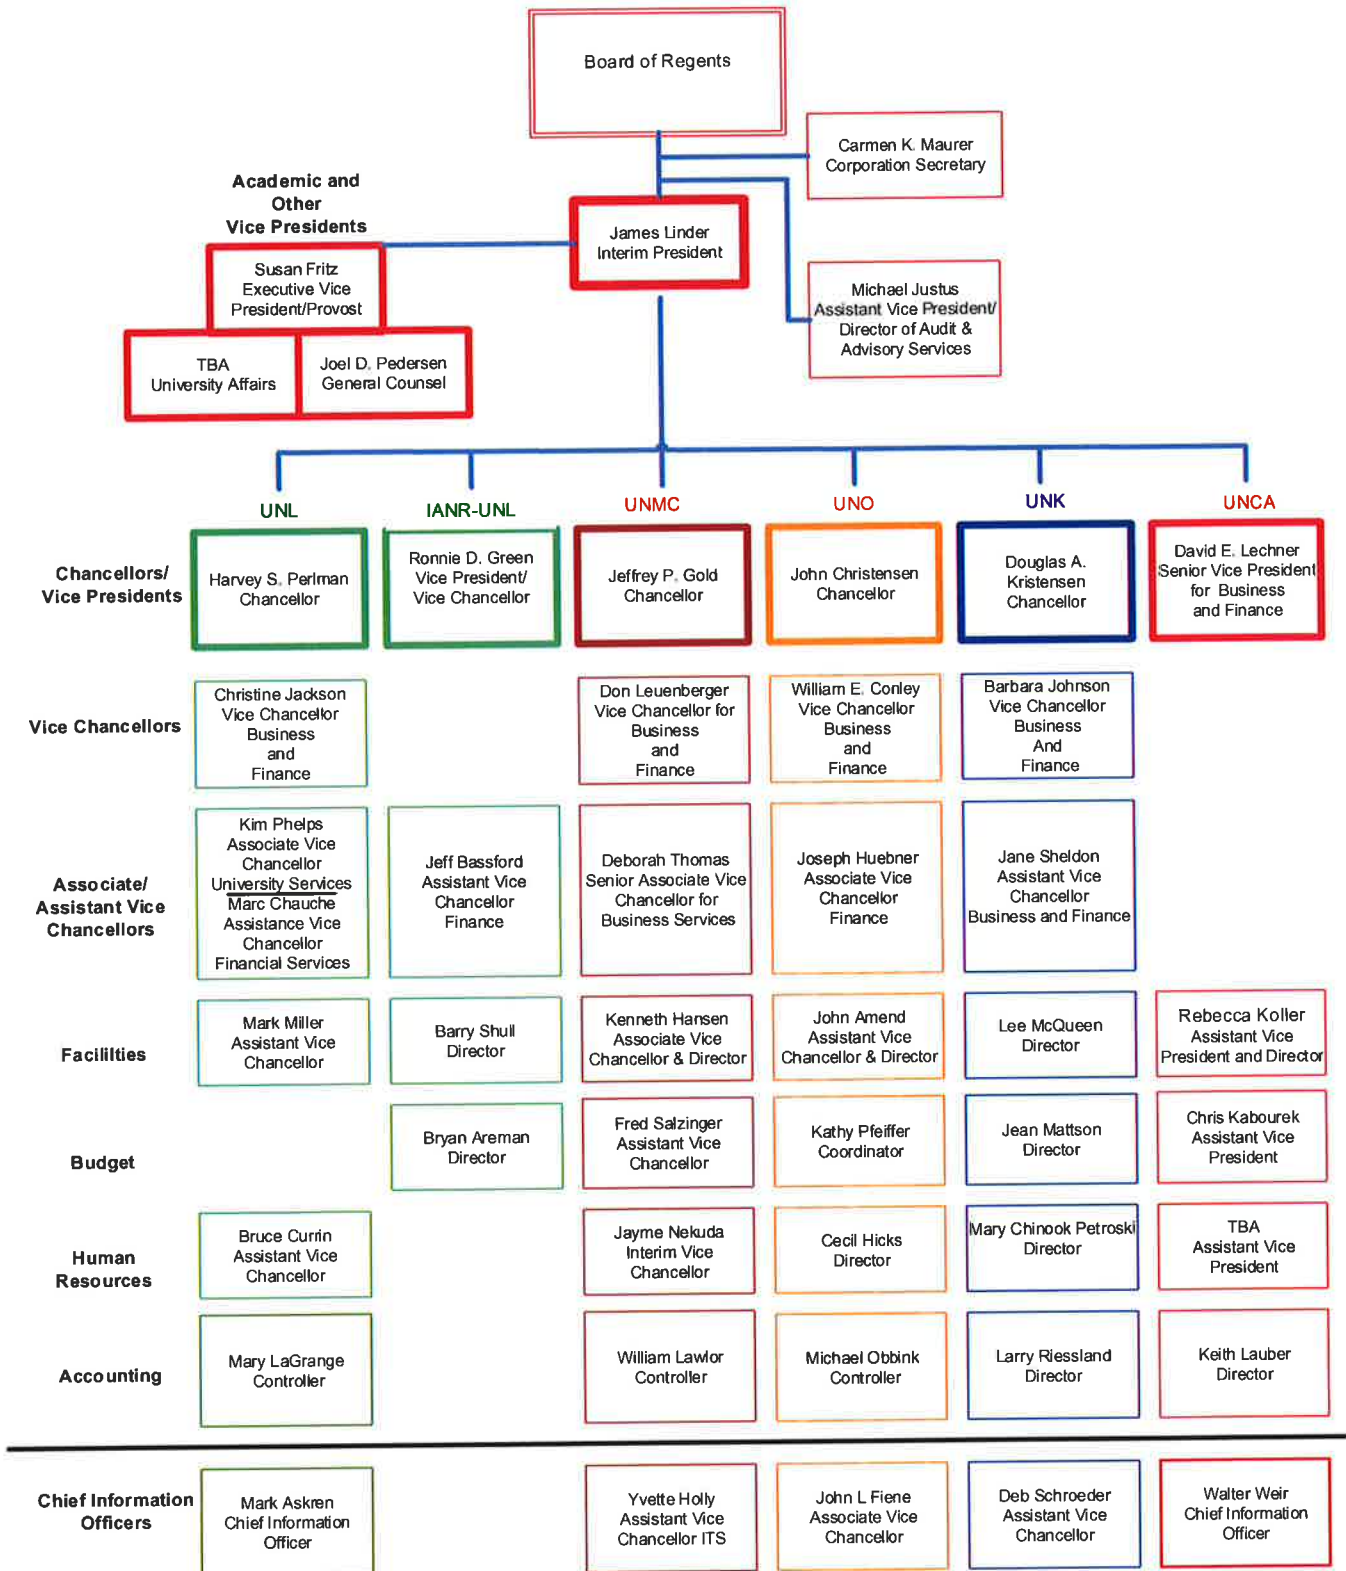 Board of Regents
Carmen K. Maurer
Corporation Secretary
Academic and
Other
Vice Presidents
James Linder
Interim President
Susan Fritz
Executive Vice
President/Provost
Michael Justus
Assistant Vice President/
Director of Audit &
Advisory Services
TBA
University Affairs
Joel D. Pedersen
General Counsel
UNL
IANR-UNL
UNMC
UNO
UNK
UNCA
Chancellors/
Vice Presidents
Harvey S. Perlman
Chancellor
Ronnie D. Green
Vice President/
Vice Chancellor
Jeffrey P. Gold
Chancellor
John Christensen
Chancellor
Douglas A.
Kristensen
Chancellor
David E. Lechner
Senior Vice President
for Business
and Finance
Vice Chancellors
Christine Jackson
Vice Chancellor
Business
and
Finance
Don Leuenberger
Vice Chancellor for
Business
and
Finance
William E. Conley
Vice Chancellor
Business
and
Finance
Barbara Johnson
Vice Chancellor
Business
And
Finance
Associate/
Assistant Vice
Chancellors
Kim Phelps
Associate Vice
Chancellor
University Services
Marc Chauche
Assistance Vice
Chancellor
Financial Services
Jeff Bassford
Assistant Vice
Chancellor
Finance
Deborah Thomas
Senior Associate Vice
Chancellor for
Business Services
Joseph Huebner
Associate Vice
Chancellor
Finance
Jane Sheldon
Assistant Vice
Chancellor
Business and Finance
Facililties
Mark Miller
Assistant Vice
Chancellor
Barry Shull
Director
Kenneth Hansen
Associate Vice
Chancellor & Director
John Amend
Assistant Vice
Chancellor & Director
Lee McQueen
Director
Rebecca Koller
Assistant Vice
President and Director
Budget
Bryan Areman
Director
Fred Salzinger
Assistant Vice
Chancellor
Kathy Pfeiffer
Coordinator
Jean Mattson
Director
Chris Kabourek
Assistant Vice
President
Human
Resources
Bruce Currin
Assistant Vice
Chancellor
Jayme Nekuda
Interim Vice
Chancellor
Cecil Hicks
Director
Mary Chinook Petroski
Director
TBA
Assistant Vice
President
Accounting
Mary LaGrange
Controller
William Lawlor
Controller
Michael Obbink
Controller
Larry Riessland
Director
Keith Lauber
Director
Chief Information
Officers
Mark Askren
Chief Information
Officer
Yvette Holly
Assistant Vice
Chancellor ITS
John L Fiene
Associate Vice
Chancellor
Deb Schroeder
Assistant Vice
Chancellor
Walter Weir
Chief Information
Officer